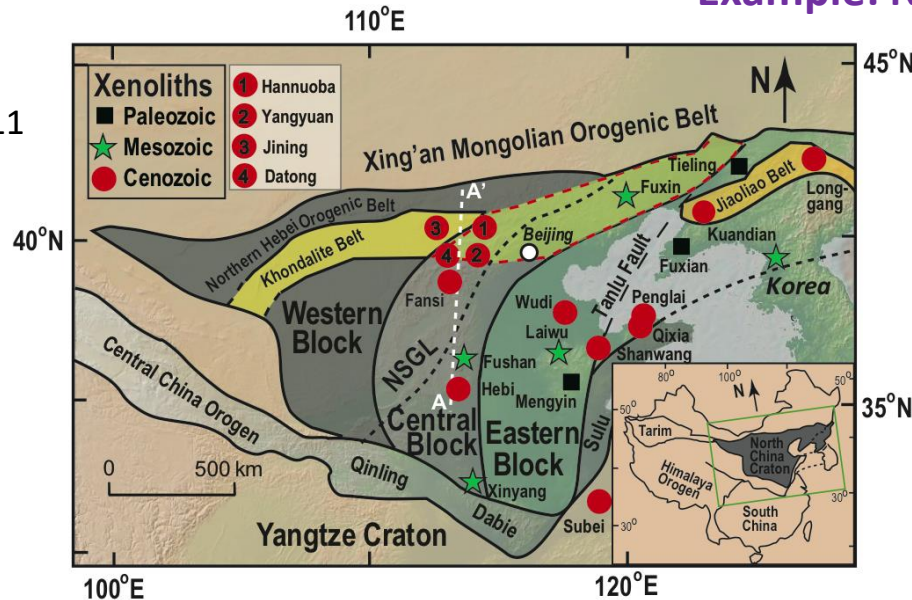 Example: N
110°E
11
45°N
Xenoliths
Paleozoic
Mesozoic
Cenozoic
1 Hannuoba
2 Yangyuan
3 Jining
4 Datong
N
Xing'an Mongolian Orogenic Belt
Tieling
Jiaoliao Belt
Long-
gang
A'
Fuxin
Northern Hebei Orogenic Belt
Khondalite Belt
40°N
3
1
4
2
Beijing
Kuandian
Fuxian
Korea
Fansi
Tanlu Fault
Western
Block
Wudi
Penglai
Laiwu
Qixia
NSGL
Fushan
Shanwang
Central China Orogen
Hebi
Mengyin
A
35°N
Central
Block
Eastern
Block
Sulu
0 500 km
Qinling
Xinyang
Dabie
Subei
Yangtze Craton
80° 100° N 50°
50°
Tarim
North
China
Craton
Himalaya
Orogen
South
China
30°
30°
100°E
120°E